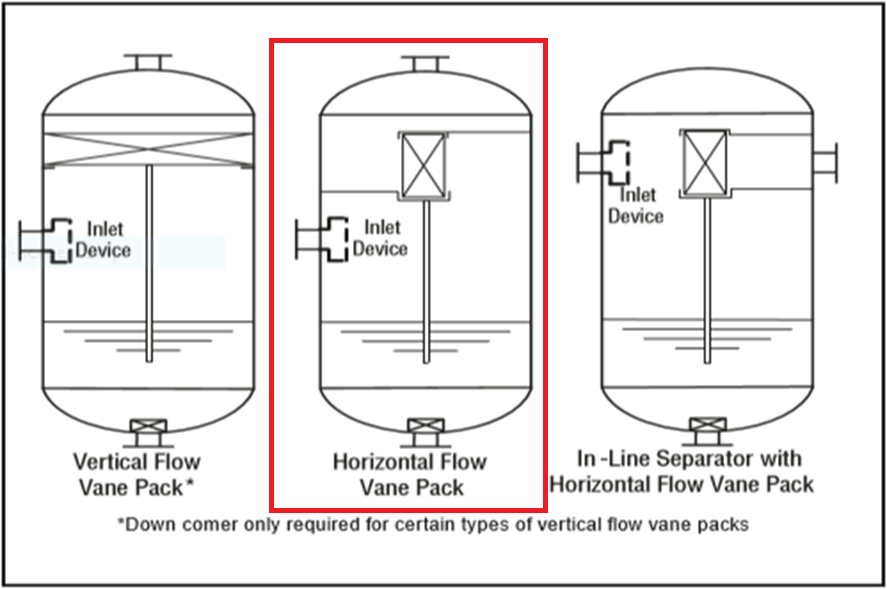 Inlet
Device
Inlet
Device
Inlet
Device
Vertical Flow
Vane Pack*
Horizontal Flow
Vane Pack
In-Line Separator with
Horizontal Flow Vane Pack
*Down comer only required for certain types of vertical flow vane packs